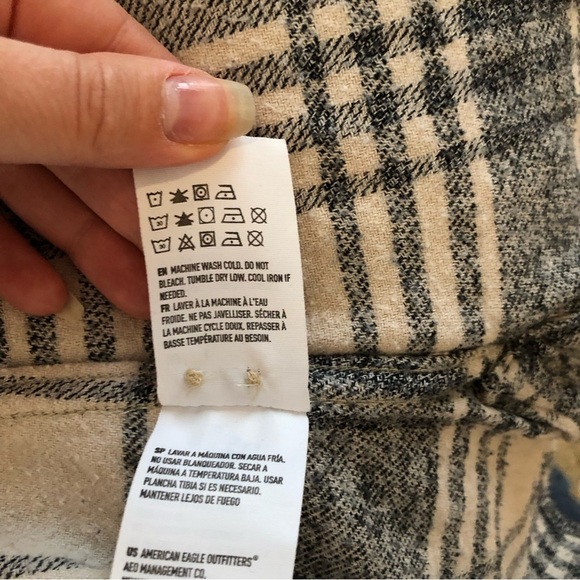 EN MACHINE WASH COLD. DO NOT
BLEACH. TUMBLE DRY LOW. COOL IRON IF
NEEDED.
FR LAVER À LA MACHINE À L'EAU
FROIDE. NE PAS JAVELLISER. SÉCHER À
LA MACHINE CYCLE DOUX. REPASSER À
BASSE TEMPÉRATURE AU BESOIN.
SP LAVAR A MÁQUINA CON AGUA FRÍA.
NO USAR BLANQUEADOR. SECAR A
MÁQUINA A TEMPERATURA BAJA. USAR
PLANCHA TIBIA SI ES NECESARIO.
MANTENER LEJOS DE FUEGO
US AMERICAN EAGLE OUTFITTERS®
AEO MANAGEMENT CO.